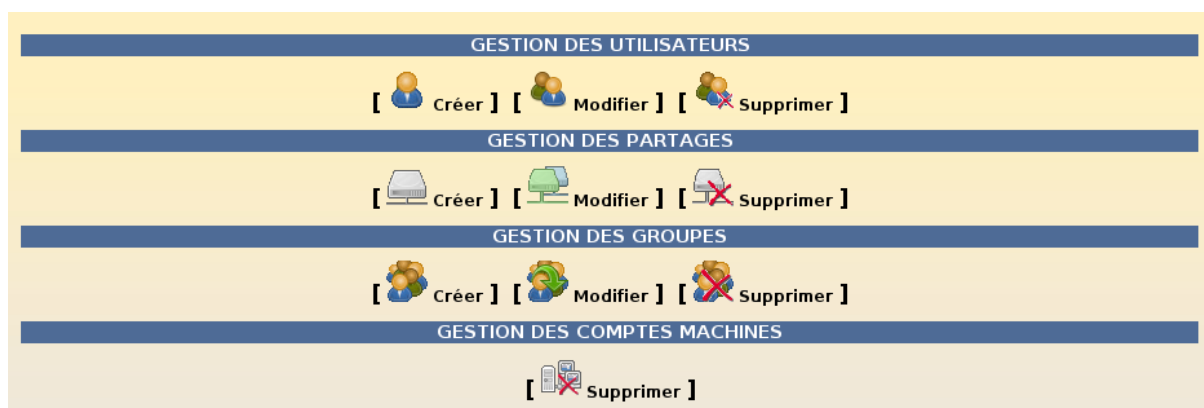 GESTION DES UTILISATEURS
[ Créer ] [ Modifier ] [ Supprimer ]
GESTION DES PARTAGES
[ Créer ] [ Modifier ] [ Supprimer ]
GESTION DES GROUPES
[ Créer ] [ Modifier ] [ Supprimer ]
GESTION DES COMPTES MACHINES
[ Supprimer ]